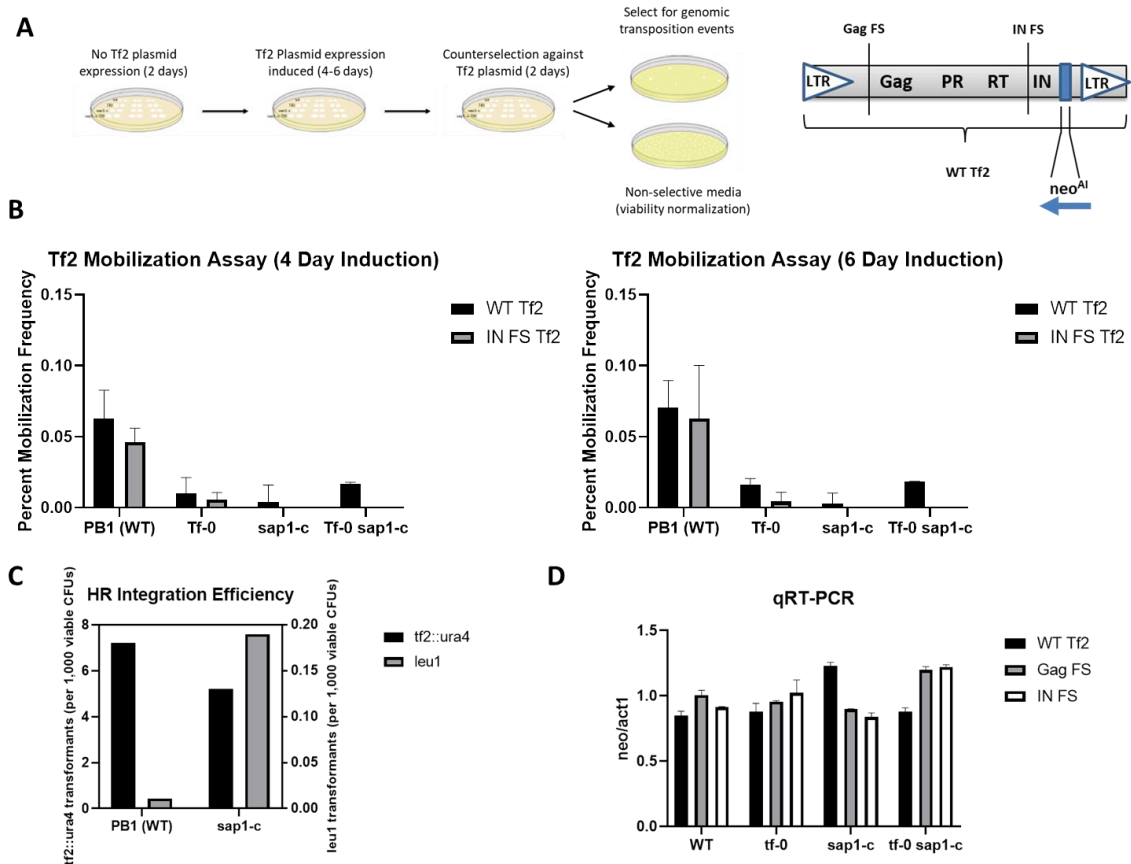 A
No Tf2 plasmid
expression (2 days)
Tf2 Plasmid expression
induced (4-6 days)
Counterselection against
Tf2 plasmid (2 days)
Select for genomic
transposition events
Non-selective media
(viability normalization)
Gag FS
IN FS
LTR
Gag
PR
RT
IN
LTR
WT Tf2
neoAI
B
Tf2 Mobilization Assay (4 Day Induction)
Percent Mobilization Frequency
0.15
0.10
0.05
0.00
PB1 (WT)
Tf-0
sap1-c
Tf-0 sap1-c
WT Tf2
IN FS Tf2
Tf2 Mobilization Assay (6 Day Induction)
Percent Mobilization Frequency
0.15
0.10
0.05
0.00
PB1 (WT)
Tf-0
sap1-c
Tf-0 sap1-c
WT Tf2
IN FS Tf2
C
HR Integration Efficiency
tf2::ura4 transformants (per 1,000 viable CFUs)
8
6
4
2
0
PB1 (WT)
sap1-c
0.20
0.15
0.10
0.05
0.00
leu1 transformants (per 1,000 viable CFUs)
tf2::ura4
leu1
D
qRT-PCR
neo/act1
1.5
1.0
0.5
0.0
WT
tf-0
sap1-c
tf-0 sap1-c
WT Tf2
Gag FS
IN FS